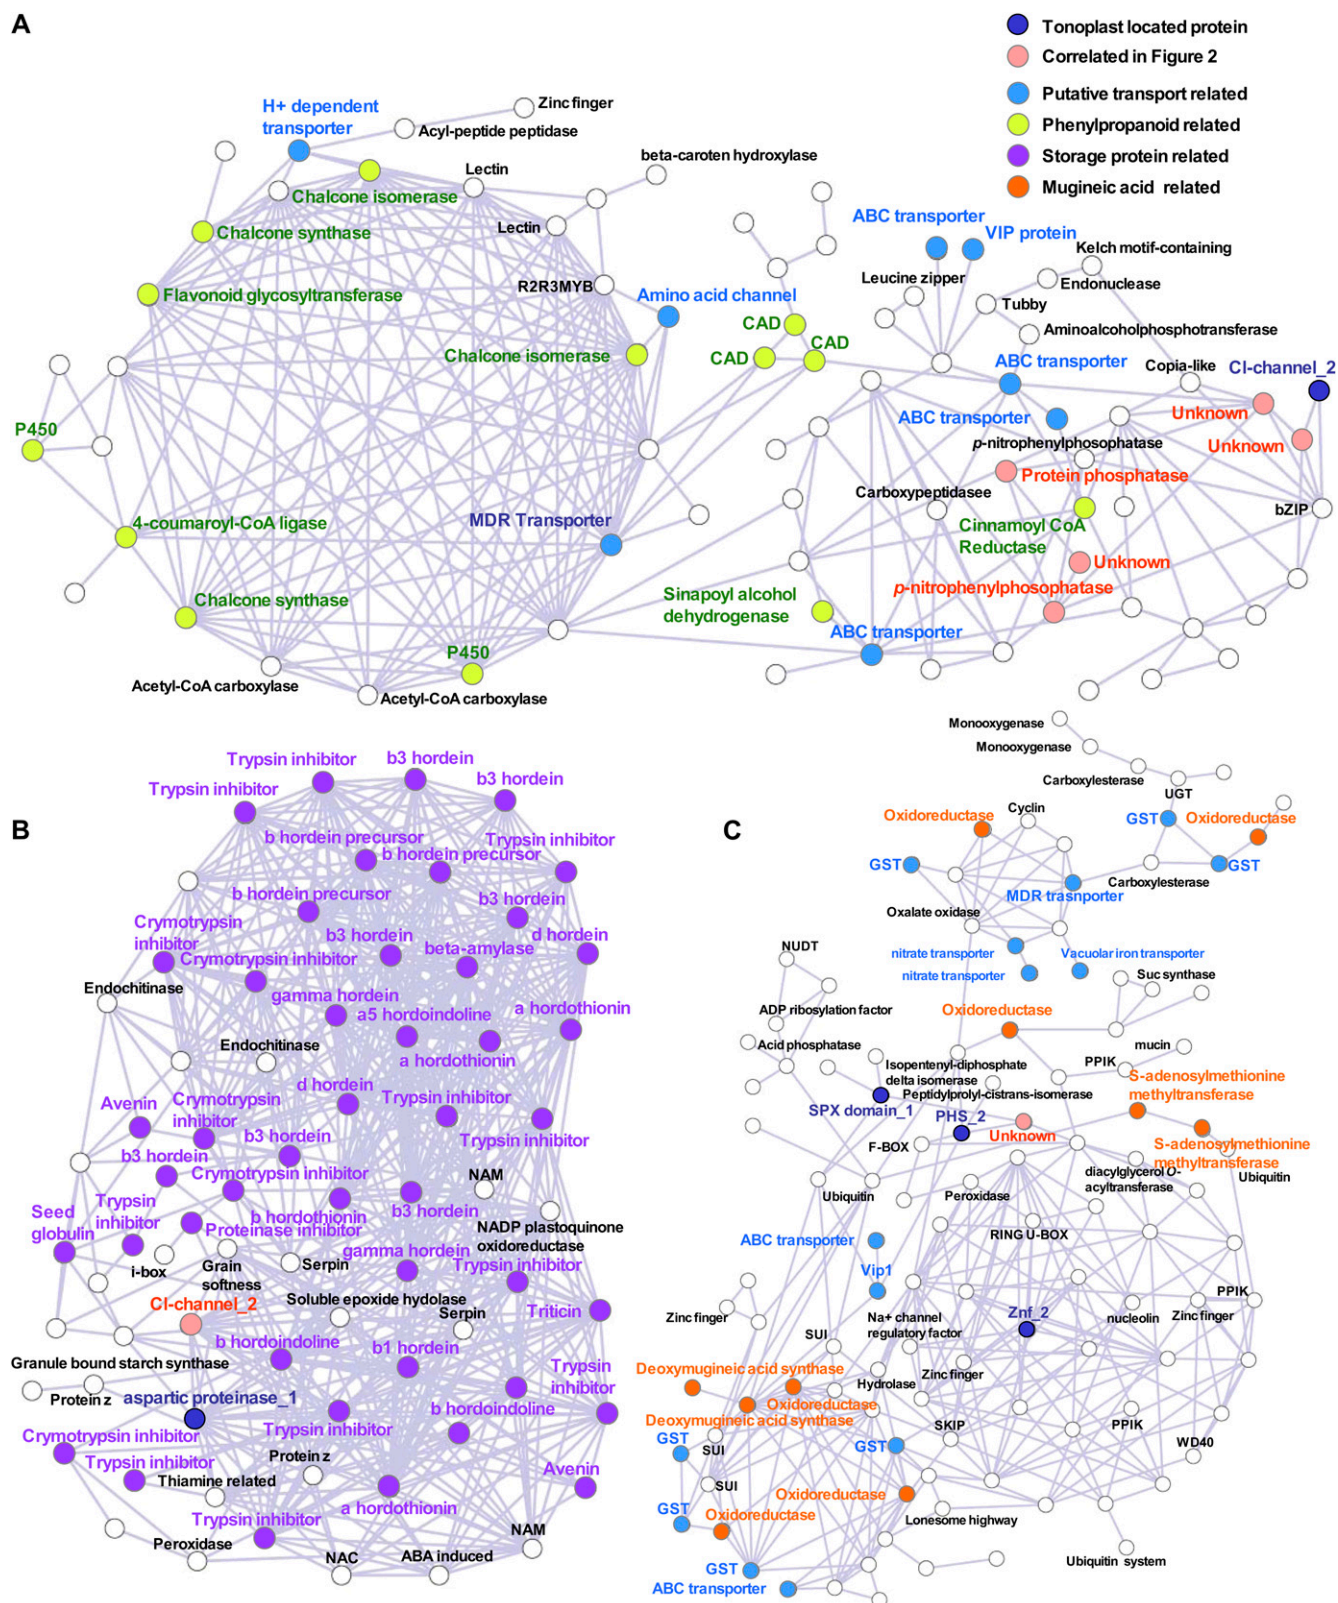 A
Tonoplast located protein
Correlated in Figure 2
Putative transport related
Phenylpropanoid related
Storage protein related
Mugineic acid related
H+ dependent
transporter
Zinc finger
Acyl-peptide peptidase
Lectin
Chalcone isomerase
beta-caroten hydroxylase
Chalcone synthase
Lectin
ABC transporter
VIP protein
Kelch motif-containing
Leucine zipper
Endonuclease
R2R3MYB
Flavonoid glycosyltransferase
Amino acid channel
Tubby
CAD
CAD
CAD
Aminoalcoholphosphotransferase
Chalcone isomerase
ABC transporter
Copia-like
Cl-channel_2
ABC transporter
Unknown
P450
p-nitrophenylphosophatase
Unknown
Protein phosphatase
Carboxypeptidasee
bZIP
4-coumaroyl-CoA ligase
MDR Transporter
Cinnamoyl CoA
Reductase
Unknown
p-nitrophenylphosphatase
Sinapoyl alcohol
dehydrogenase
Chalcone synthase
ABC transporter
P450
Acetyl-CoA carboxylase
Acetyl-CoA carboxylase
B
Trypsin inhibitor
b3 hordein
Trypsin inhibitor
b3 hordein
b hordein precursor
b hordein precursor
Trypsin inhibitor
b hordein precursor
b3 hordein
Crymotrypsin
inhibitor
b3 hordein
beta-amylase
d hordein
Crymotrypsin inhibitor
Endochitinase
gamma hordein
a5 hordoindoline
a hordothionin
Endochitinase
a hordothionin
d hordein
Avenin
Crymotrypsin
inhibitor
Trypsin inhibitor
Trypsin inhibitor
b3 hordein
b3 hordein
Crymotrypsin inhibitor
NAM
Seed
globulin
Trypsin
inhibitor
b hordothionin
b3 hordein
Proteinase inhibitor
NADP plastoquinone
oxidoreductase
i-box
Grain
softness
Serpin
gamma hordein
Trypsin inhibitor
Cl-channel_2
Soluble epoxide hydolase
Serpin
Triticin
b hordoindoline
b1 hordein
Granule bound starch synthase
Protein z
aspartic proteinase_1
Trypsin
inhibitor
b hordoindoline
Trypsin inhibitor
Crymotrypsin inhibitor
Trypsin inhibitor
Protein z
Thiamine related
Avenin
a hordothionin
Trypsin inhibitor
Peroxidase
NAC
ABA induced
NAM
C
Monooxygenase
Monooxygenase
Carboxylesterase
UGT
Oxidoreductase
Cyclin
GST
Oxidoreductase
GST
GST
Carboxylesterase
MDR trasnporter
Oxalate oxidase
NUDT
nitrate transporter
Vacuolar iron transporter
nitrate transporter
Suc synthase
ADP ribosylation factor
Oxidoreductase
Acid phosphatase
mucin
Isopentenyl-diphosphate
delta isomerase
PPIK
Peptidylprolyl-cistrans-isomerase
S-adenosylmethionine
methyltransferase
SPX domain_1
PHS_2
Unknown
F-BOX
S-adenosylmethionine
methyltransferase
Ubiquitin
diacylglycerol O-
acyltransferase
Ubiquitin
Peroxidase
RING U-BOX
ABC transporter
Vip1
PPIK
Zinc finger
Na+ channel
regulatory factor
Znf_2
nucleolin
Zinc finger
SUI
Deoxymugineic acid synthase
Hydrolase
Zinc finger
Oxidoreductase
Deoxymugineic acid synthase
GST
SUI
GST
SKIP
PPIK
WD40
SUI
Oxidoreductase
GST
Oxidoreductase
Lonesome highway
Ubiquitin system
GST
ABC transporter